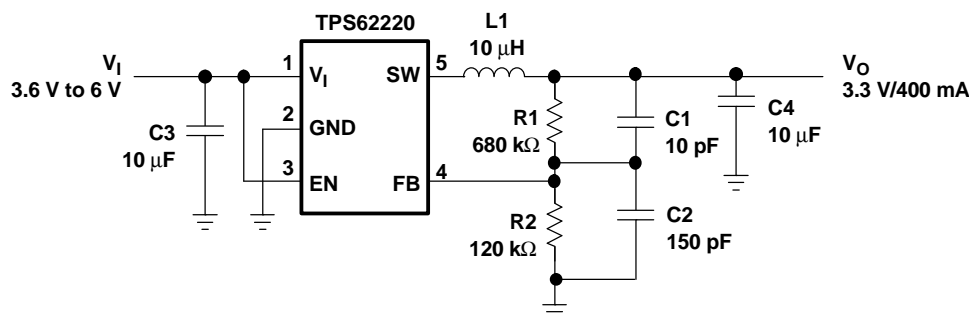 TPS62220
L1
10 μH
V_I
3.6 V to 6 V
1
V_I
SW
5
V_O
3.3 V/400 mA
C3
10 μF
2
GND
R1
680 kΩ
C1
10 pF
C4
10 μF
3
EN
FB
4
R2
120 kΩ
C2
150 pF